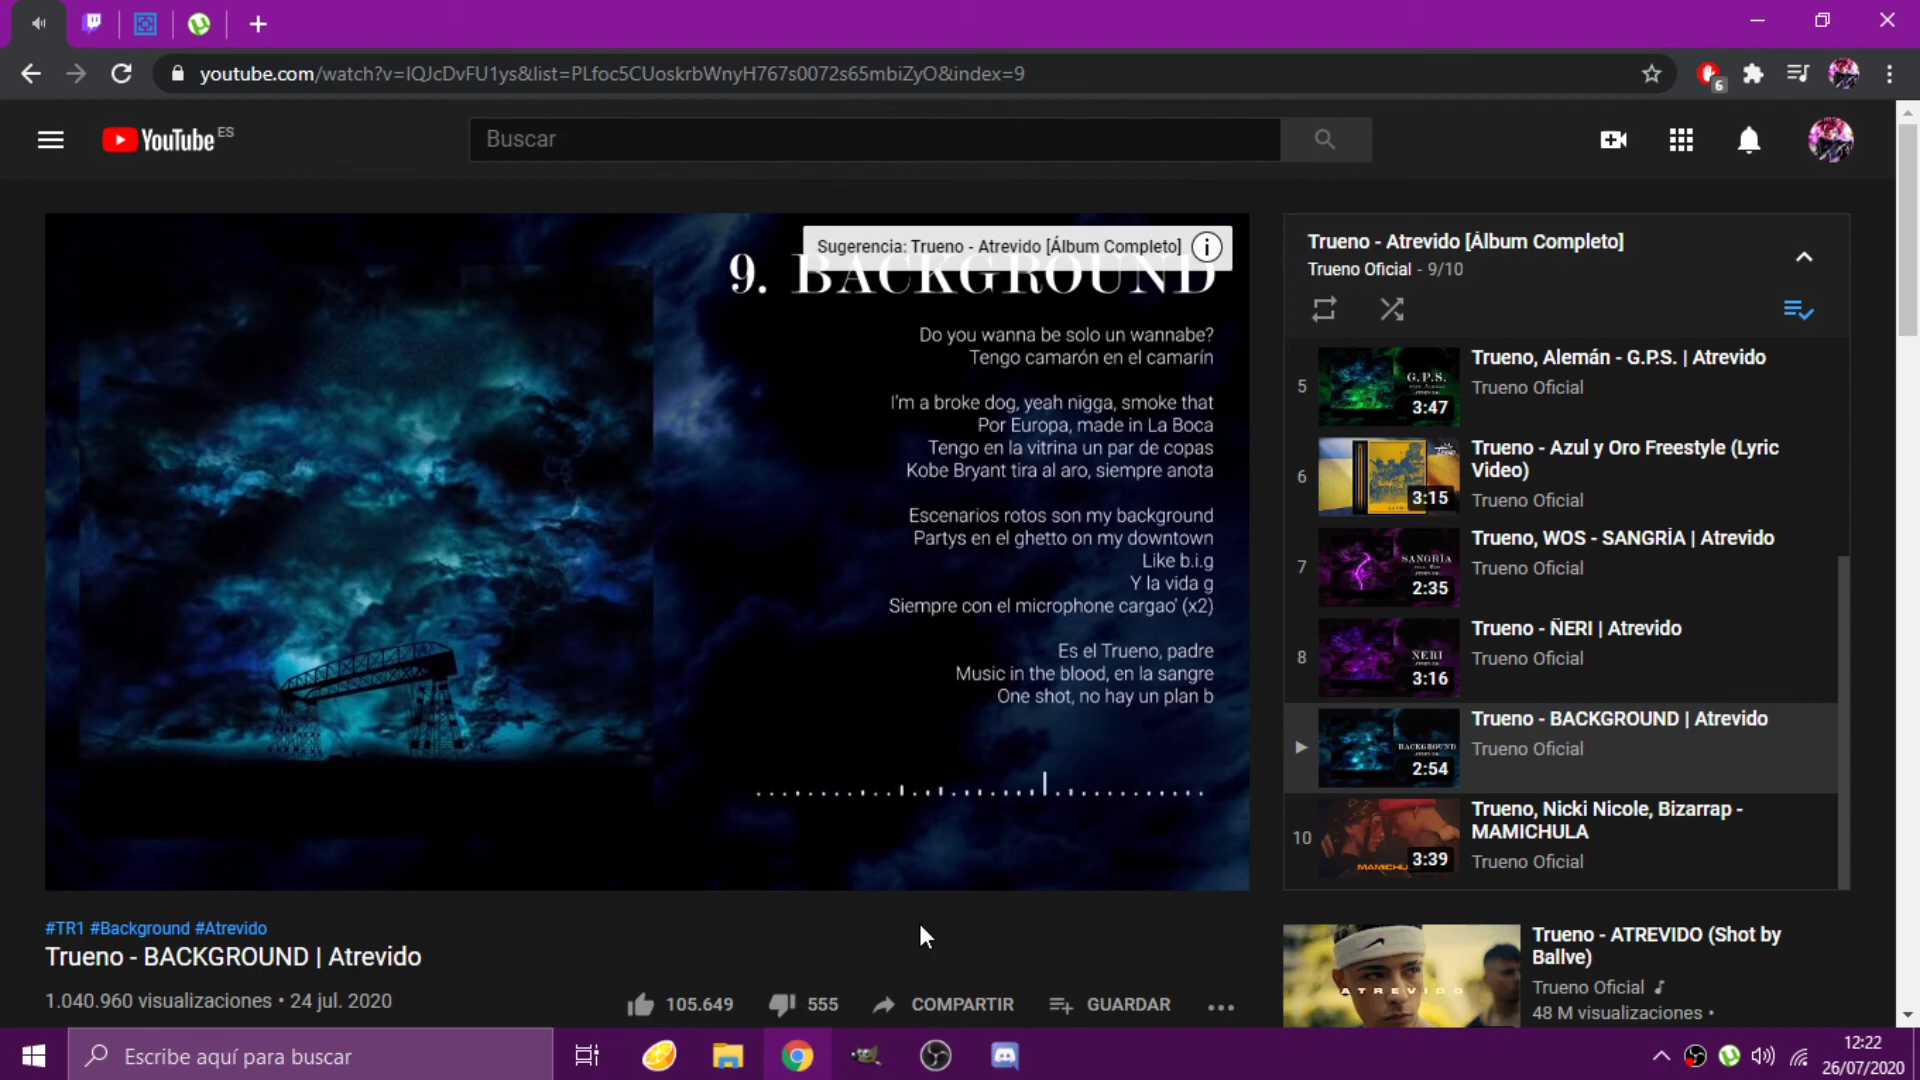 youtube.com/watch?v=IQJcDvFU1ys&list=PLfoc5CUoskrbWnyH767s0072s65mbiZyO&index=9
6
YouTube ES
Buscar
Sugerencia: Trueno - Atrevido [Álbum Completo]
9. BACKGROUND
Do you wanna be solo un wannabe?
Tengo camarón en el camarín
I'm a broke dog, yeah nigga, smoke that
Por Europa, made in La Boca
Tengo en la vitrina un par de copas
Kobe Bryant tira al aro, siempre anota
Escenarios rotos son my background
Partys en el ghetto on my downtown
Like b.i.g
Y la vida g
Siempre con el microphone cargao' (x2)
Es el Trueno, padre
Music in the blood, en la sangre
One shot, no hay un plan b
Trueno - Atrevido [Álbum Completo]
Trueno Oficial - 9/10
5
G.P.S.
3:47
Trueno, Alemán - G.P.S. | Atrevido
Trueno Oficial
6
3:15
Trueno - Azul y Oro Freestyle (Lyric
Video)
Trueno Oficial
7
SANGRÍA
2:35
Trueno, WOS - SANGRÍA | Atrevido
Trueno Oficial
8
ÑERI
3:16
Trueno - ÑERI | Atrevido
Trueno Oficial
BACKGROUND
2:54
Trueno - BACKGROUND | Atrevido
Trueno Oficial
10
3:39
Trueno, Nicki Nicole, Bizarrap -
MAMICHULA
Trueno Oficial
#TR1 #Background #Atrevido
Trueno - BACKGROUND | Atrevido
1.040.960 visualizaciones • 24 jul. 2020
105.649
555
COMPARTIR
GUARDAR
ATREVIDO
Trueno - ATREVIDO (Shot by
Ballve)
Trueno Oficial
48 M visualizaciones •
Escribe aquí para buscar
12:22
26/07/2020